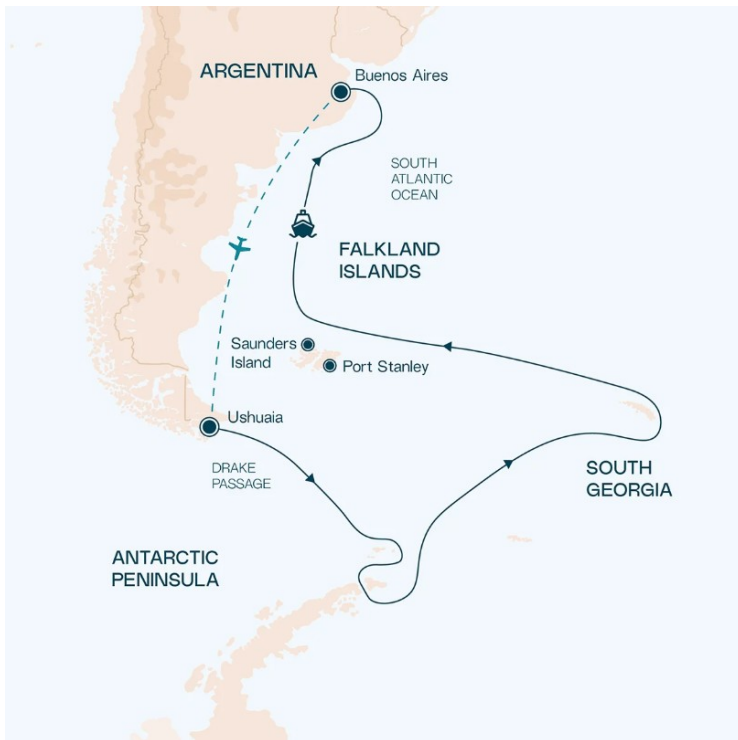 ARGENTINA
Buenos Aires
SOUTH
ATLANTIC
OCEAN
FALKLAND
ISLANDS
Saunders
Island
Port Stanley
Ushuaia
DRAKE
PASSAGE
SOUTH
GEORGIA
ANTARCTIC
PENINSULA